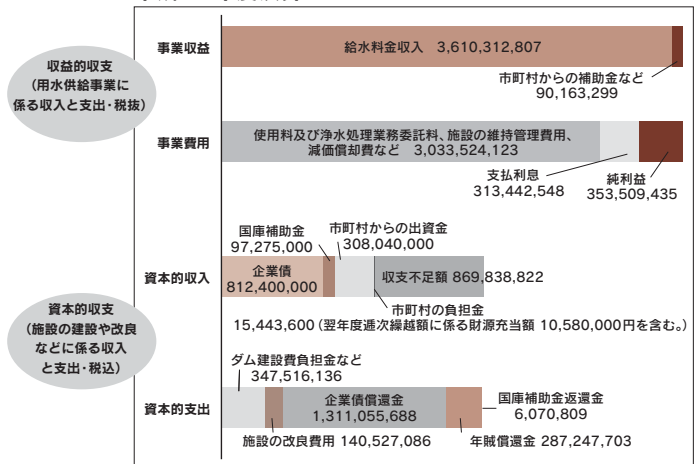 収益的収支
(用水供給事業に
係る収入と支出・税抜)
事業収益
給水料金収入 3,610,312,807
市町村からの補助金など
90,163,299
事業費用
使用料及び浄水処理業務委託料、施設の維持管理費用、
減価償却費など 3,033,524,123
支払利息
313,442,548
純利益
353,509,435
資本的収支
(施設の建設や改良
などに係る収入
と支出・税込)
資本的収入
国庫補助金
97,275,000
市町村からの出資金
308,040,000
企業債
812,400,000
収支不足額 869,838,822
市町村の負担金
15,443,600 (翌年度逓次繰越額に係る財源充当額 10,580,000円を含む。)
資本的支出
ダム建設費負担金など
347,516,136
企業債償還金
1,311,055,688
国庫補助金返還金
6,070,809
施設の改良費用 140,527,086
年賦償還金 287,247,703